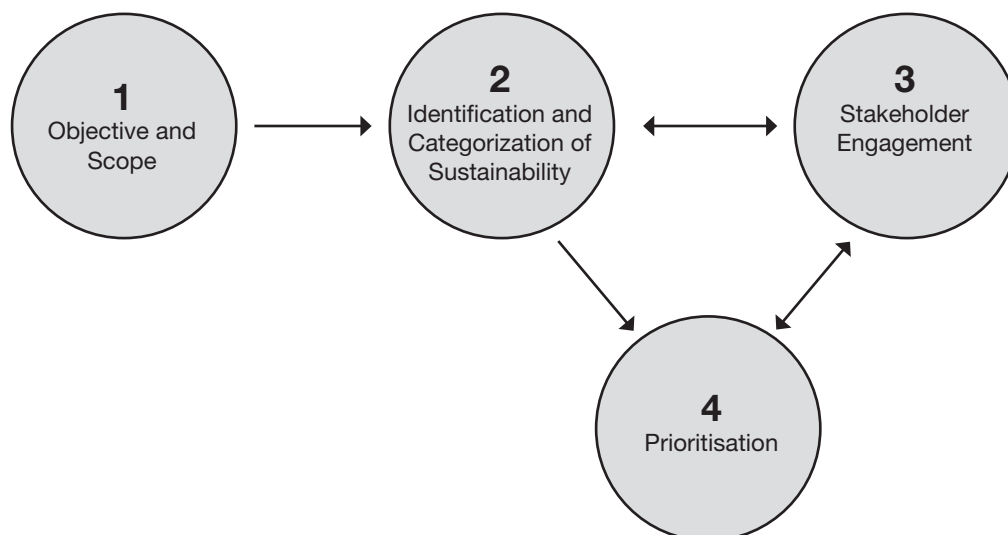 1
Objective and
Scope
2
Identification and
Categorization of
Sustainability
3
Stakeholder
Engagement
4
Prioritisation